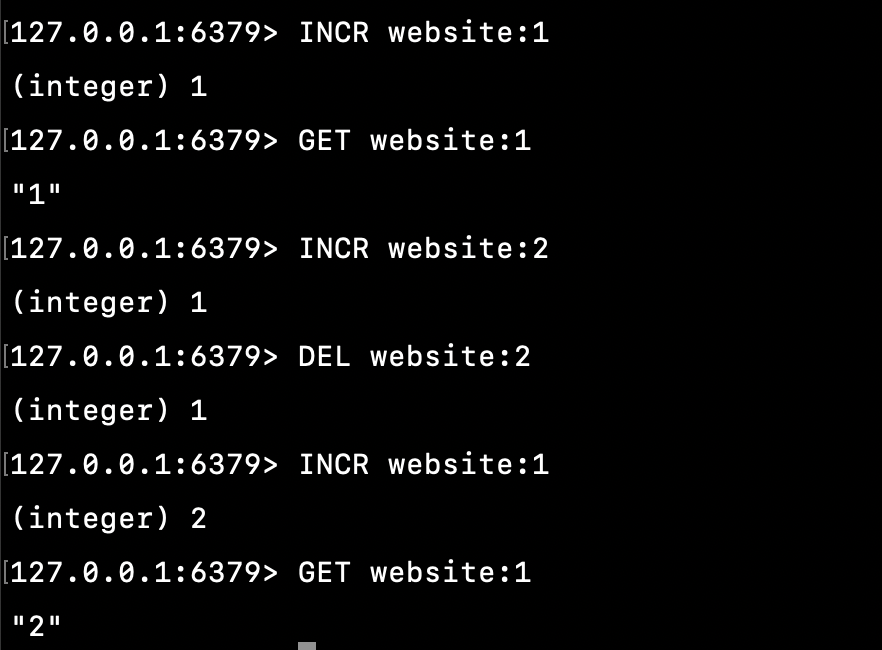 [127.0.0.1:6379> INCR website:1
(integer) 1
[127.0.0.1:6379> GET website:1
"1"
[127.0.0.1:6379> INCR website:2
(integer) 1
[127.0.0.1:6379> DEL website:2
(integer) 1
[127.0.0.1:6379> INCR website:1
(integer) 2
[127.0.0.1:6379> GET website:1
"2"